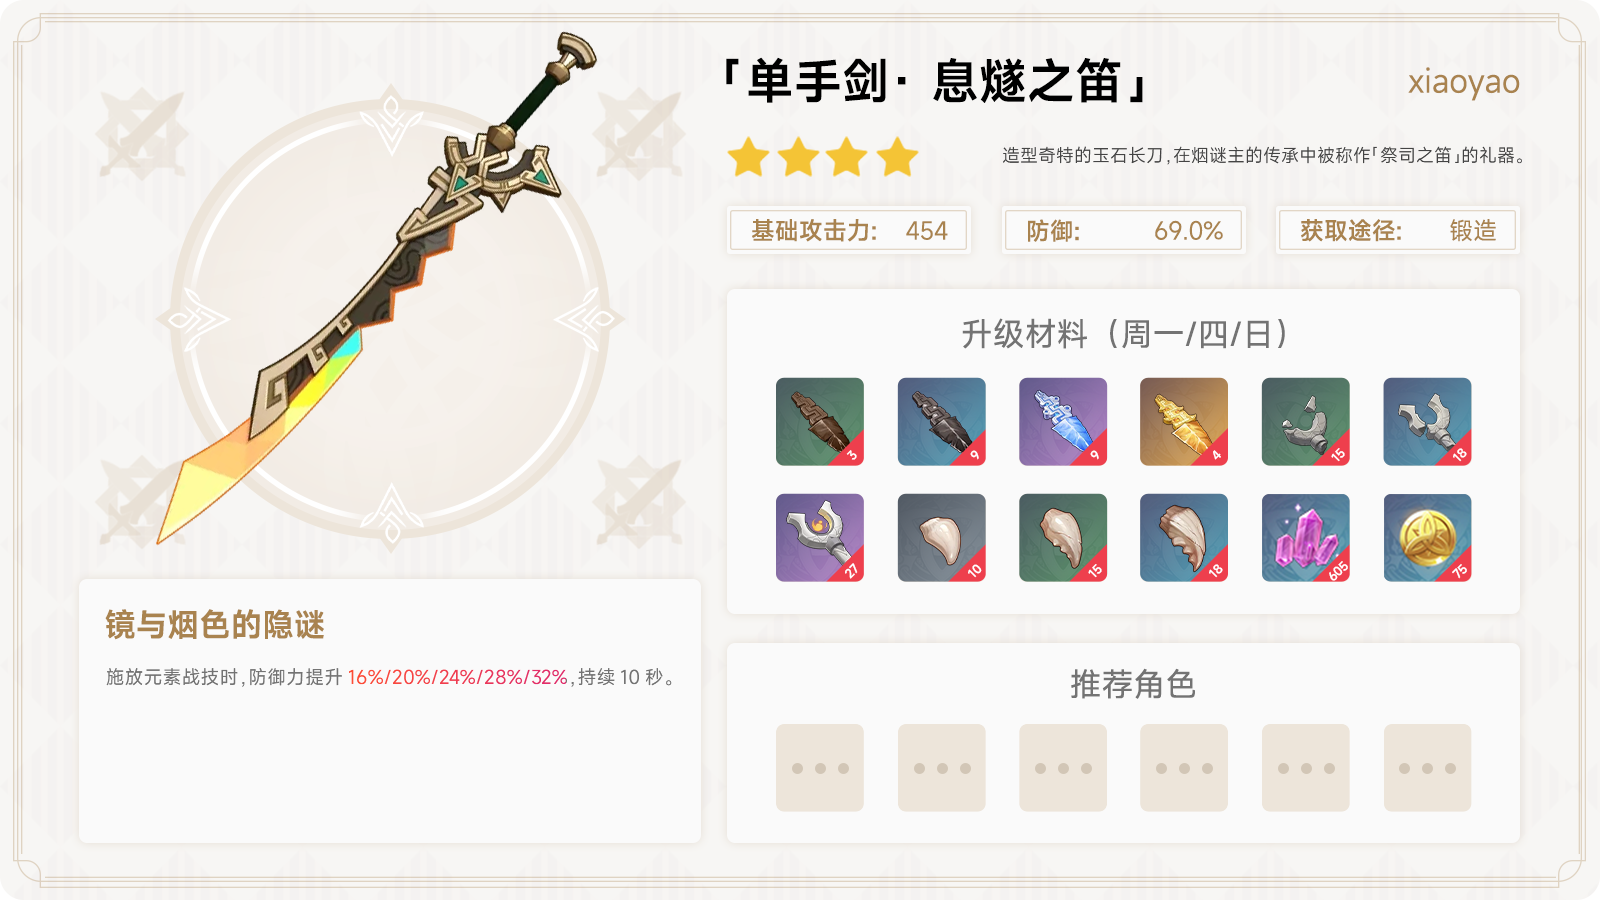 「单手剑· 息燧之笛」
xiaoyao
造型奇特的玉石长刀,在烟谜主的传承中被称作「祭司之笛」的礼器。
基础攻击力: 454
防御: 69.0%
获取途径: 锻造
升级材料（周一/四/日）
3 9 9 4 15 18
27 10 15 18 605 75
镜与烟色的隐谜
施放元素战技时,防御力提升 16%/20%/24%/28%/32%,持续 10 秒。
推荐角色